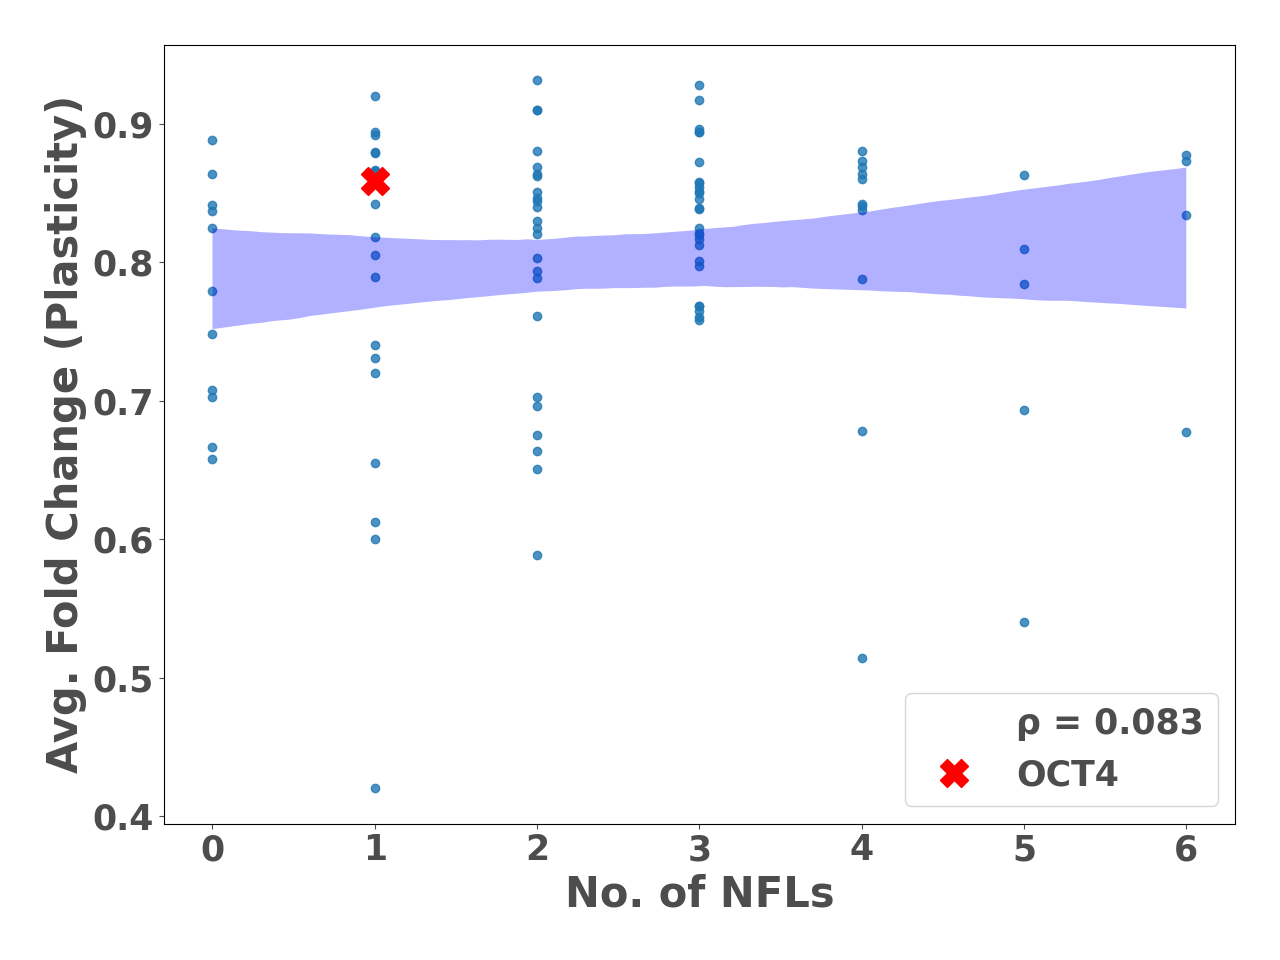 Avg. Fold Change (Plasticity)
0.9
0.8
0.7
0.6
0.5
0.4
ρ = 0.083
OCT4
0 1 2 3 4 5 6
No. of NFLs